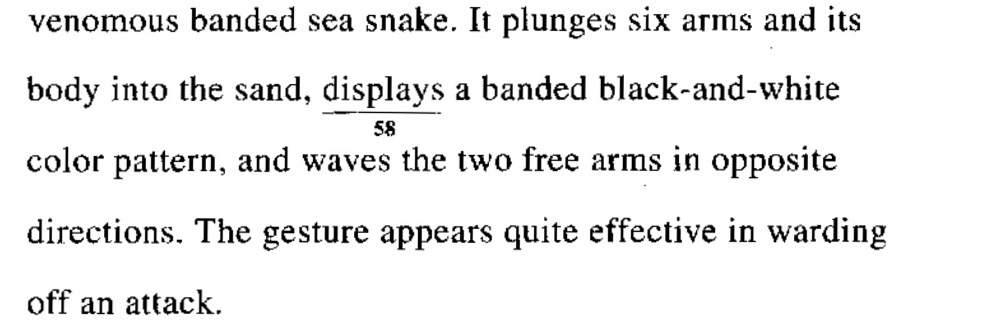 venomous banded sea snake. It plunges six arms and its
body into the sand, displays a banded black-and-white
58
color pattern, and waves the two free arms in opposite
directions. The gesture appears quite effective in warding
off an attack.